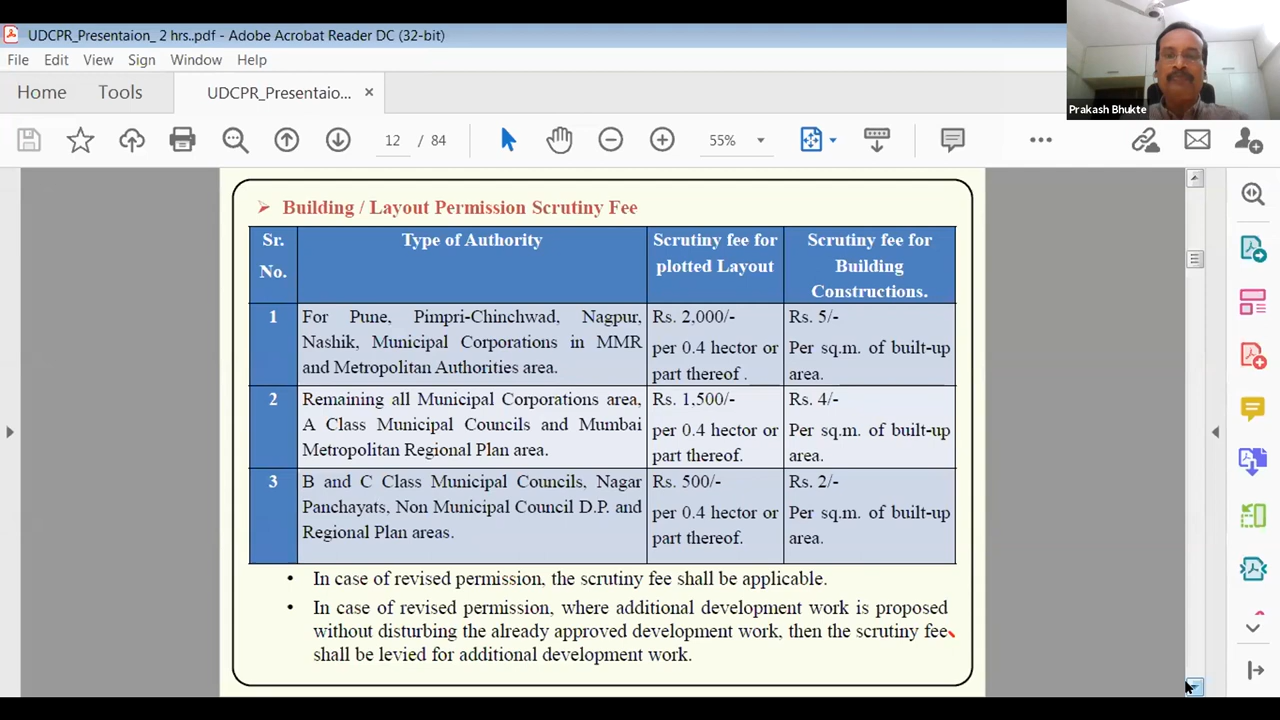 UDCPR_Presentaion_ 2 hrs..pdf - Adobe Acrobat Reader DC (32-bit)
File Edit View Sign Window Help
Home Tools UDCPR_Presentaio... ×
12 / 84 55%
Prakash Bhukte
➢ Building / Layout Permission Scrutiny Fee
Sr. No.
Type of Authority
Scrutiny fee for
plotted Layout
Scrutiny fee for
Building
Constructions.
1
For Pune, Pimpri-Chinchwad, Nagpur,
Nashik, Municipal Corporations in MMR
and Metropolitan Authorities area.
Rs. 2,000/-
per 0.4 hector or
part thereof .
Rs. 5/-
Per sq.m. of built-up
area.
2
Remaining all Municipal Corporations area,
A Class Municipal Councils and Mumbai
Metropolitan Regional Plan area.
Rs. 1,500/-
per 0.4 hector or
part thereof.
Rs. 4/-
Per sq.m. of built-up
area.
3
B and C Class Municipal Councils, Nagar
Panchayats, Non Municipal Council D.P. and
Regional Plan areas.
Rs. 500/-
per 0.4 hector or
part thereof.
Rs. 2/-
Per sq.m. of built-up
area.
• In case of revised permission, the scrutiny fee shall be applicable.
• In case of revised permission, where additional development work is proposed
without disturbing the already approved development work, then the scrutiny fee
shall be levied for additional development work.